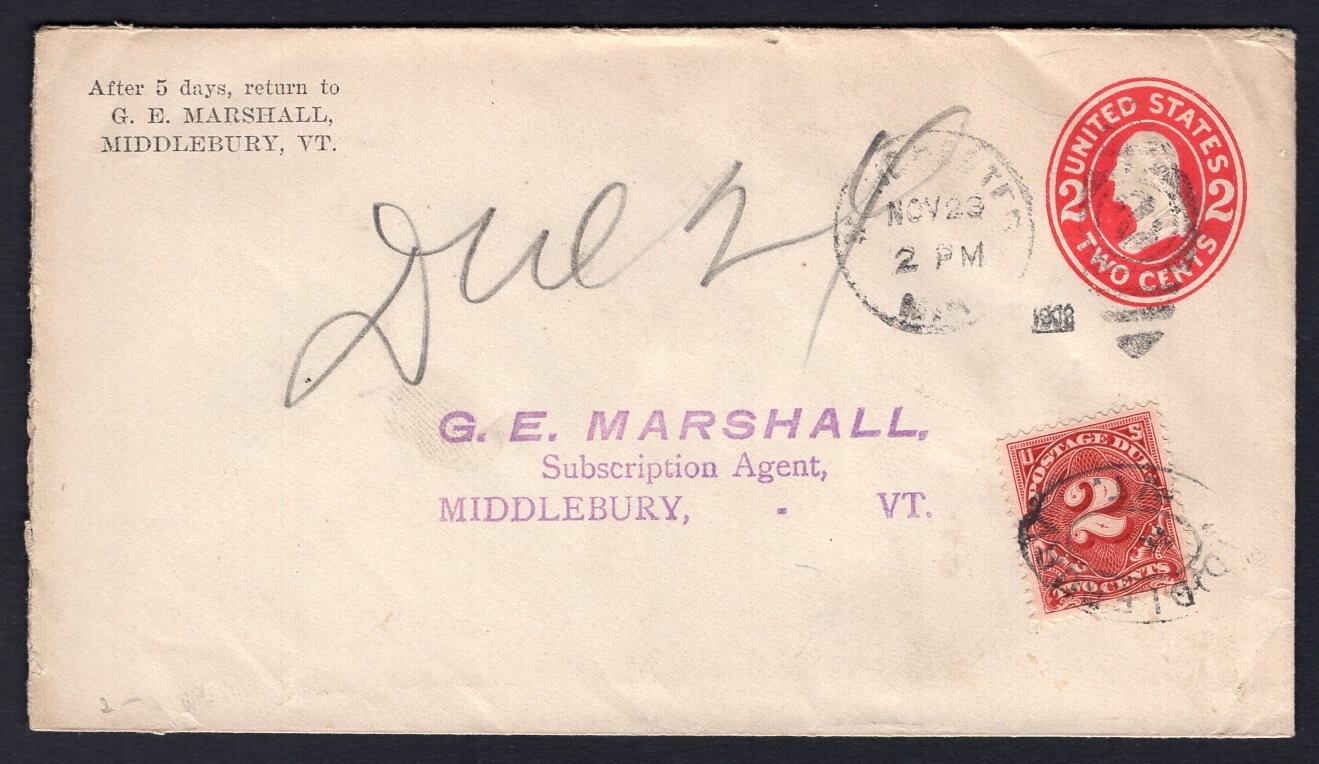 After 5 days, return to
G. E. MARSHALL,
MIDDLEBURY, VT.
UNITED STATES
2 2
TWO CENTS
NOV 23
2 PM
1908
Due 2¢
G. E. MARSHALL,
Subscription Agent,
MIDDLEBURY, - VT.
U S
POSTAGE DUE
2
TWO CENTS
2 -